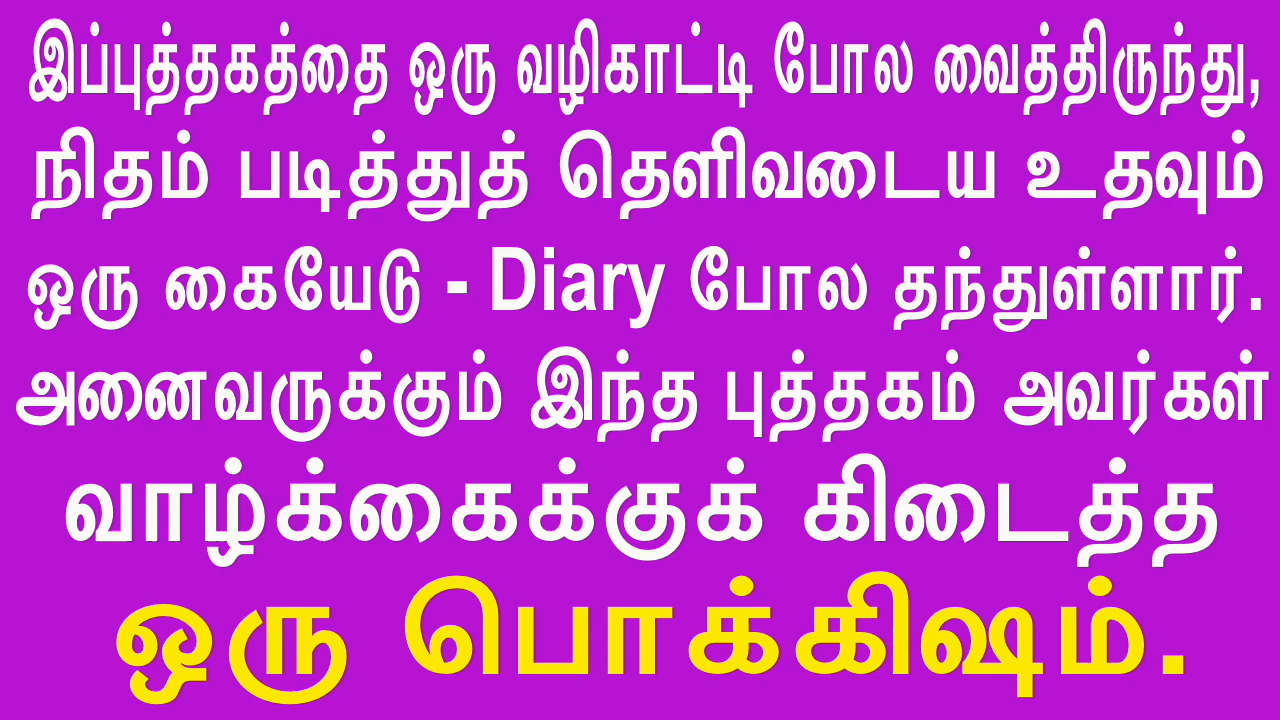 இப்புத்தகத்தை ஒரு வழிகாட்டி போல வைத்திருந்து,
நிதம் படித்துத் தெளிவடைய உதவும்
ஒரு கையேடு - Diary போல தந்துள்ளார்.
அனைவருக்கும் இந்த புத்தகம் அவர்கள்
வாழ்க்கைக்குக் கிடைத்த
ஒரு பொக்கிஷம்.